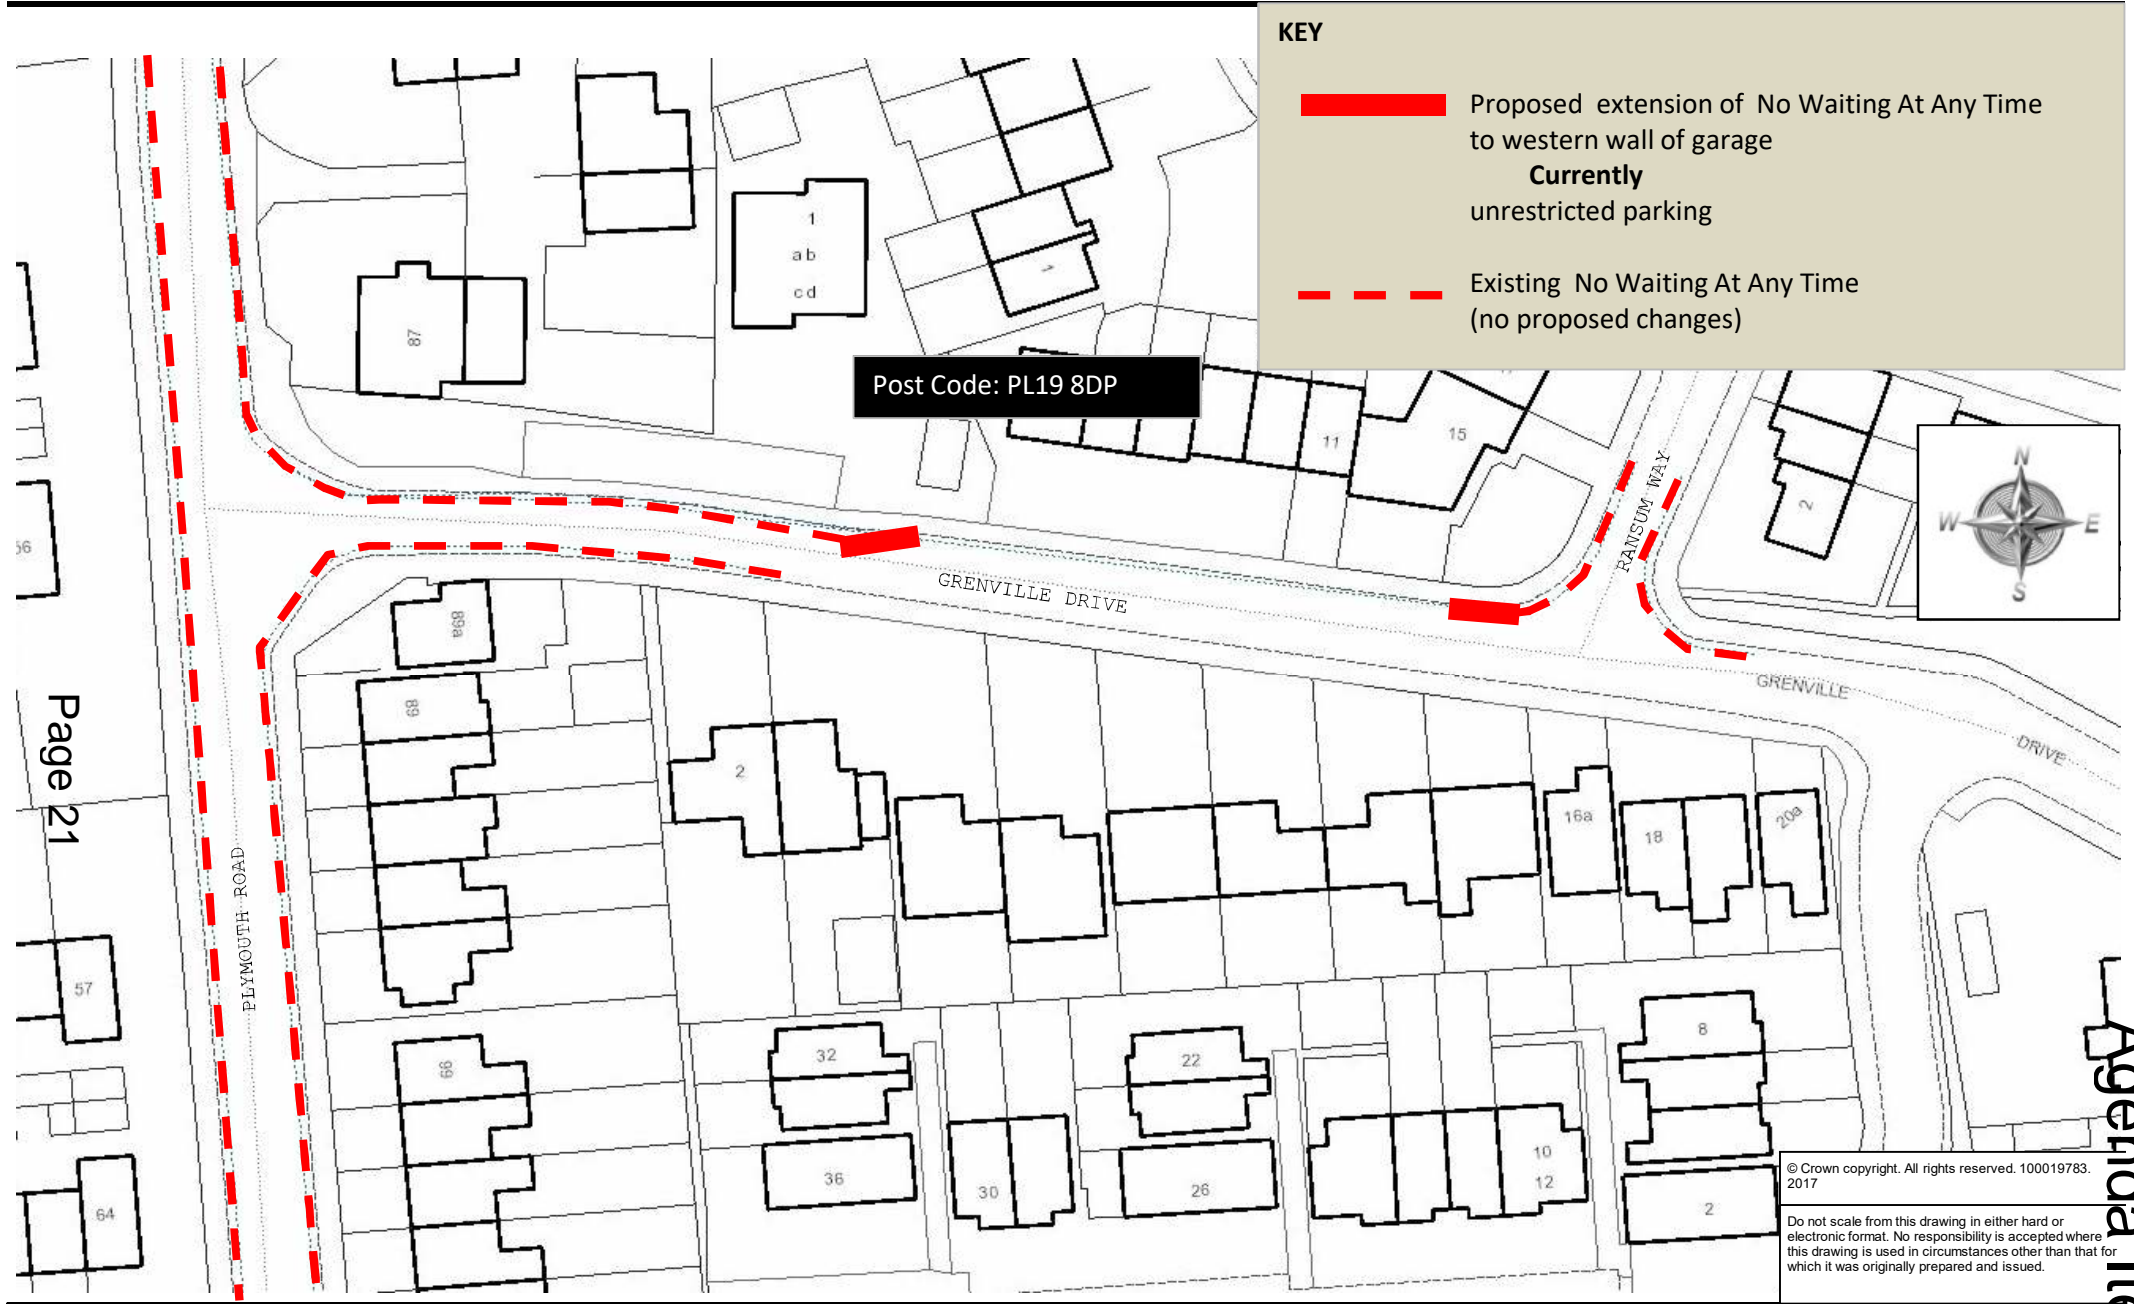 KEY
Proposed extension of No Waiting At Any Time
to western wall of garage
Currently
unrestricted parking
Existing No Waiting At Any Time
(no proposed changes)
Post Code: PL19 8DP
1
ab
cd
1
87
11
15
2
RANSUM WAY
N
W
E
S
56
GRENVILLE DRIVE
89a
89
GRENVILLE
DRIVE
Page 21
2
16a
18
20a
PLYMOUTH ROAD
57
99
32
22
8
36
30
26
10
12
2
64
© Crown copyright. All rights reserved. 100019783.
2017
Do not scale from this drawing in either hard or
electronic format. No responsibility is accepted where
this drawing is used in circumstances other than that for
which it was originally prepared and issued.
Agenda